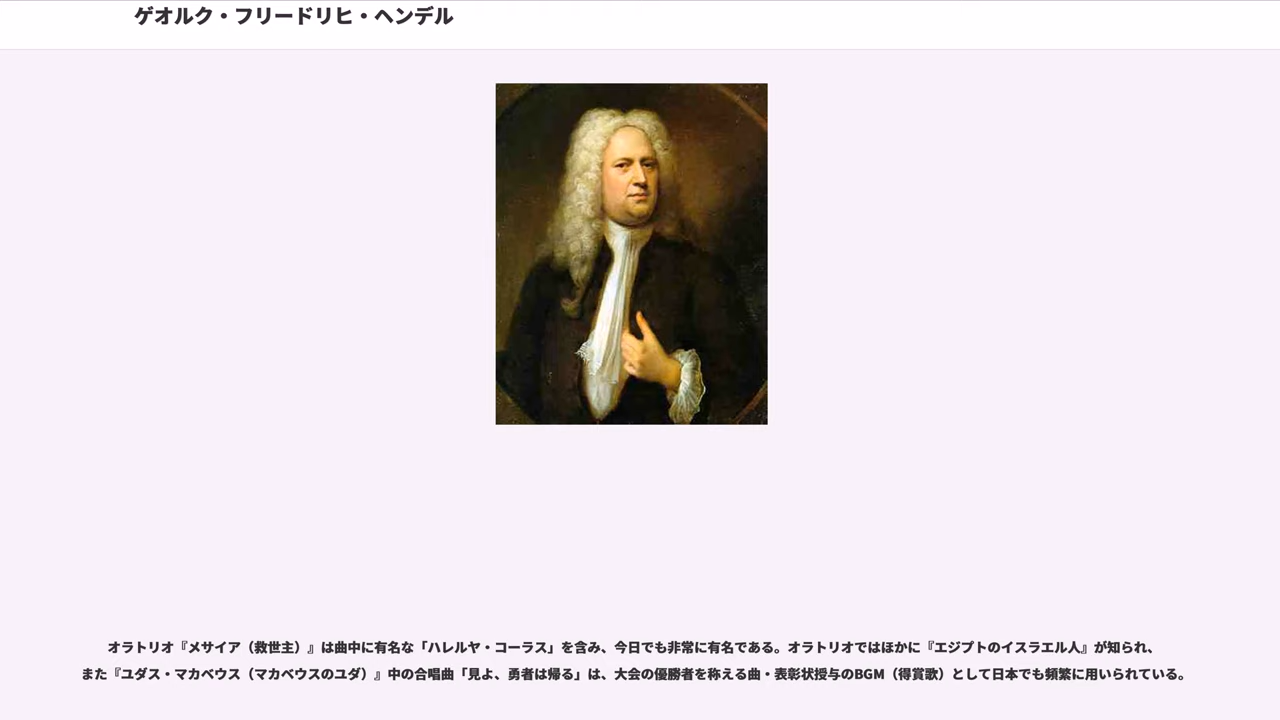 ゲオルク・フリードリヒ・ヘンデル
オラトリオ『メサイア（救世主）』は曲中に有名な「ハレルヤ・コーラス」を含み、今日でも非常に有名である。オラトリオではほかに『エジプトのイスラエル人』が知られ、
また『ユダス・マカベウス（マカベウスのユダ）』中の合唱曲「見よ、勇者は帰る」は、大会の優勝者を称える曲・表彰状授与のBGM（得賞歌）として日本でも頻繁に用いられている。